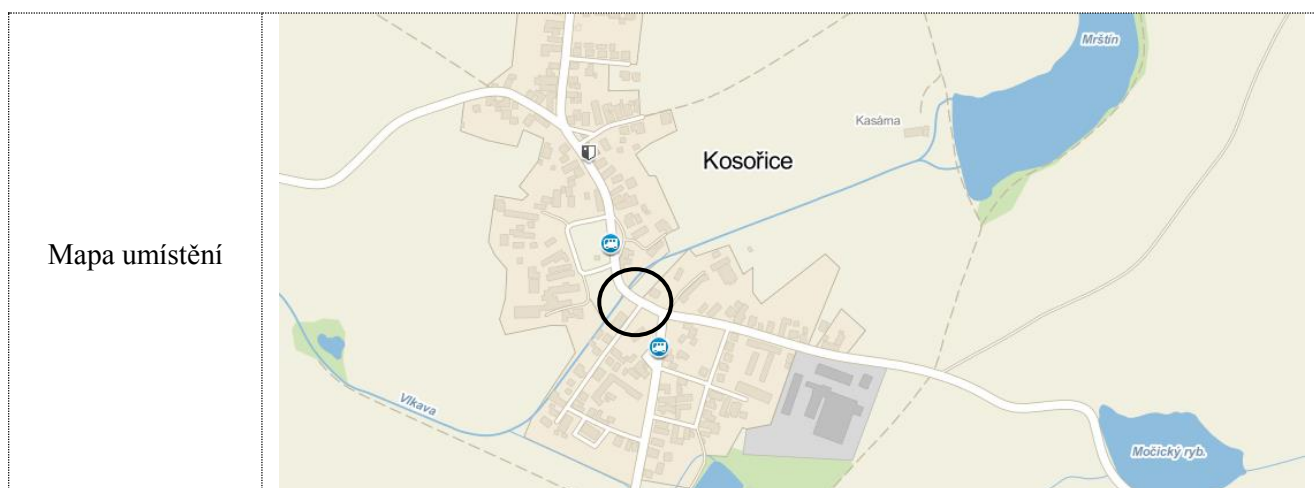 Mapa umístění
Mrštín
Kasárna
Kosořice
Vlkava
Močický ryb.